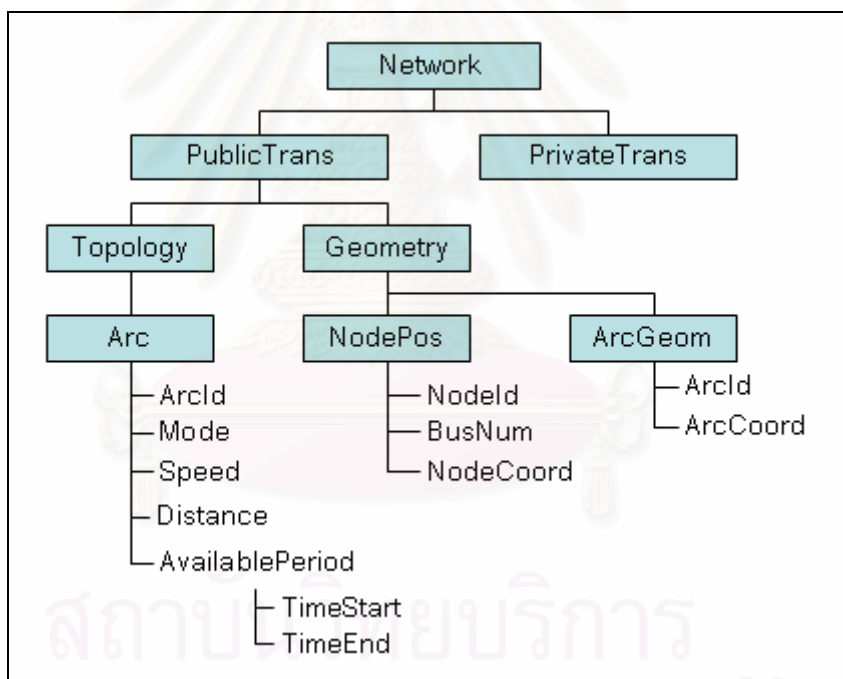 Network
PublicTrans
PrivateTrans
Topology
Geometry
Arc
NodePos
ArcGeom
ArcId
Mode
Speed
Distance
AvailablePeriod
TimeStart
TimeEnd
NodeId
BusNum
NodeCoord
ArcId
ArcCoord
สถาบันวิทยบริการ